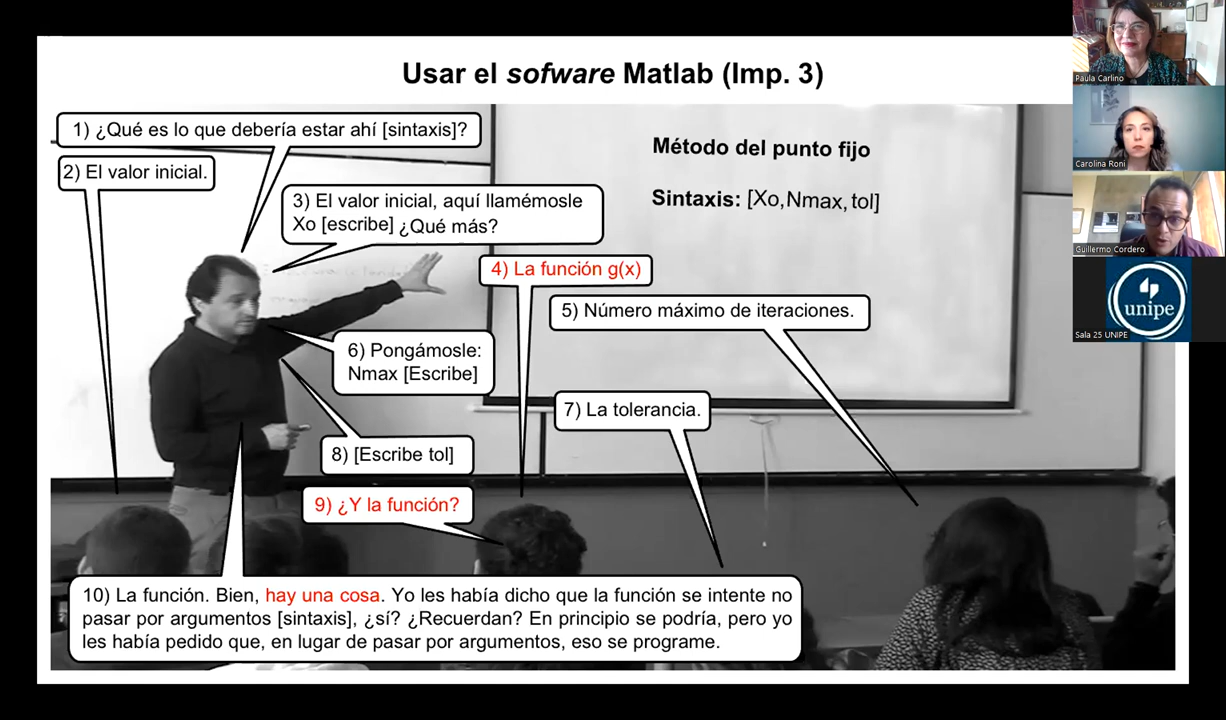 Usar el sofware Matlab (Imp. 3)
1) ¿Qué es lo que debería estar ahí [sintaxis]?
2) El valor inicial.
3) El valor inicial, aquí llamémosle
Xo [escribe] ¿Qué más?
Método del punto fijo
Sintaxis: [Xo,Nmax,tol]
4) La función g(x)
5) Número máximo de iteraciones.
6) Pongámosle:
Nmax [Escribe]
7) La tolerancia.
8) [Escribe tol]
9) ¿Y la función?
10) La función. Bien, hay una cosa. Yo les había dicho que la función se intente no
pasar por argumentos [sintaxis], ¿sí? ¿Recuerdan? En principio se podría, pero yo
les había pedido que, en lugar de pasar por argumentos, eso se programe.
Paula Carlino
Carolina Roni
Guillermo Cordero
unipe
Sala 25 UNIPE